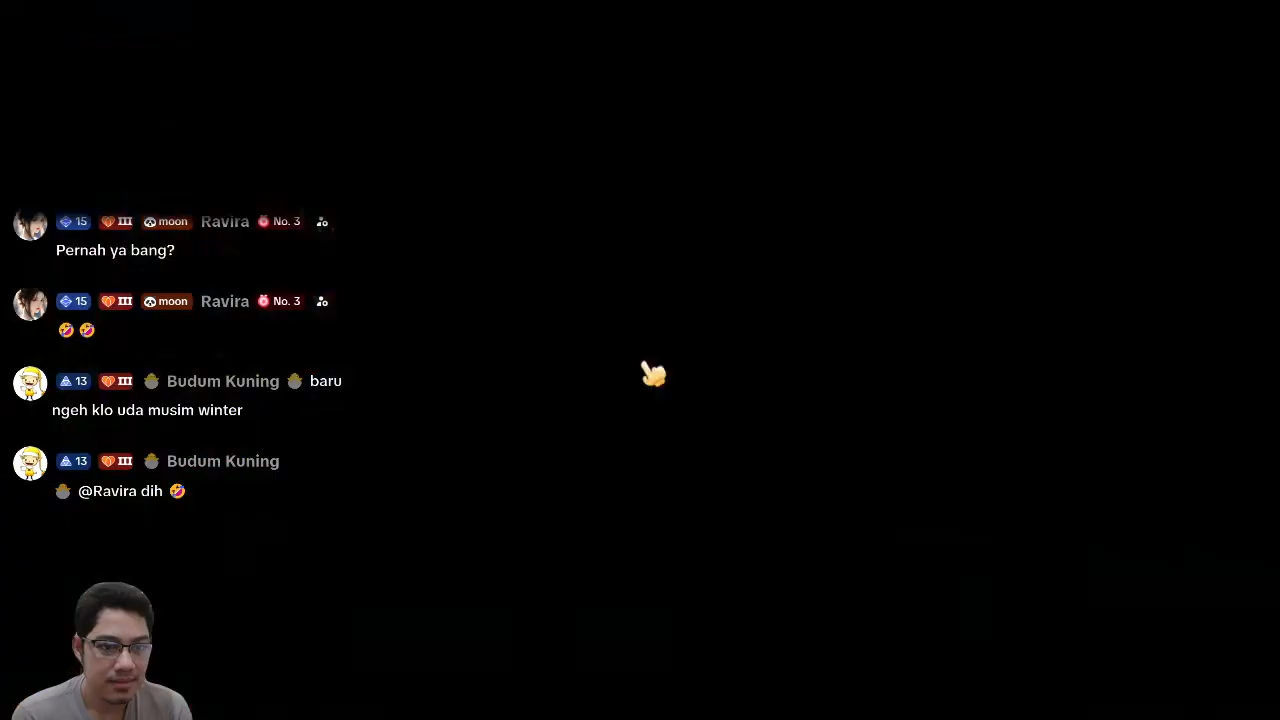 15 III moon Ravira No. 3
Pernah ya bang?
15 III moon Ravira No. 3
🤣🤣
13 III Budum Kuning baru
ngeh klo uda musim winter
13 III Budum Kuning
@Ravira dih 🤣